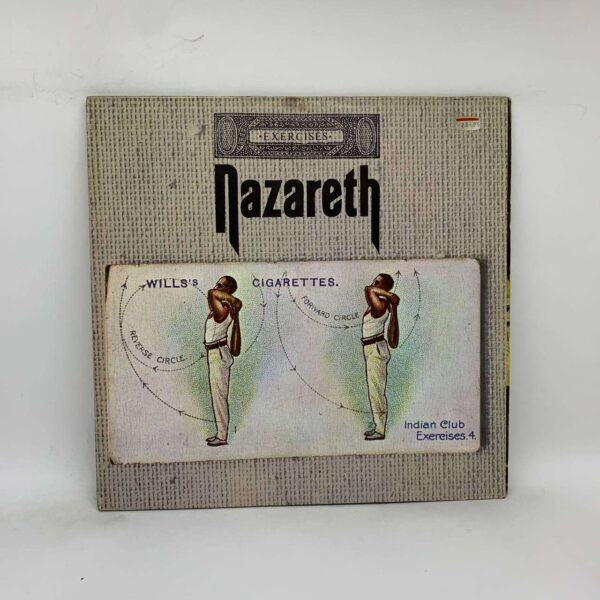 ·EXERCISES·
nazareth
WILLS'S CIGARETTES.
REVERSE CIRCLE
FORWARD CIRCLE
Indian Club
Exercises. 4.